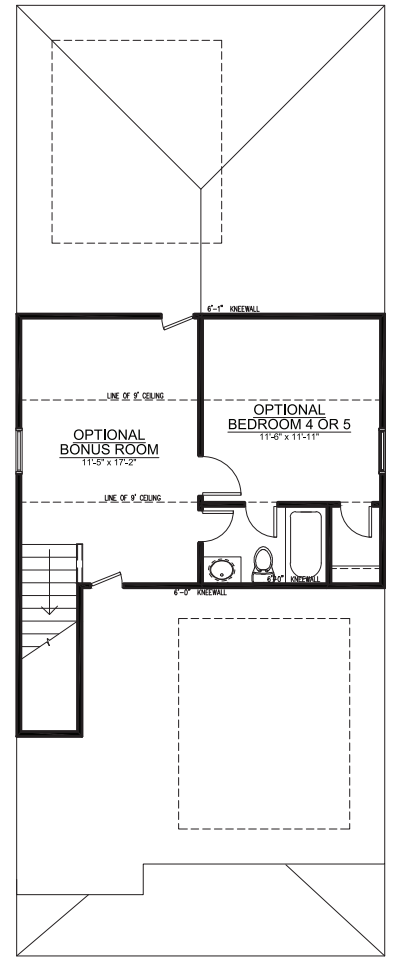 6'-1" KNEEWALL
LINE OF 9' CEILING
OPTIONAL
BEDROOM 4 OR 5
11'-6" x 11'-11"
OPTIONAL
BONUS ROOM
11'-5" x 17'-2"
LINE OF 9' CEILING
6'-0" KNEEWALL
6'-0" KNEEWALL